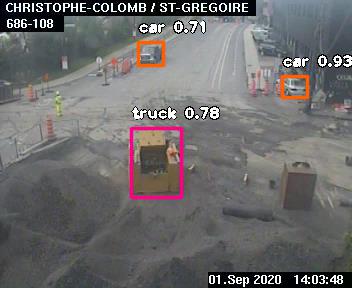 CHRISTOPHE-COLOMB / ST-GREGOIRE
686-108
car 0.71
car 0.93
truck 0.78
01.Sep 2020 14:03:48